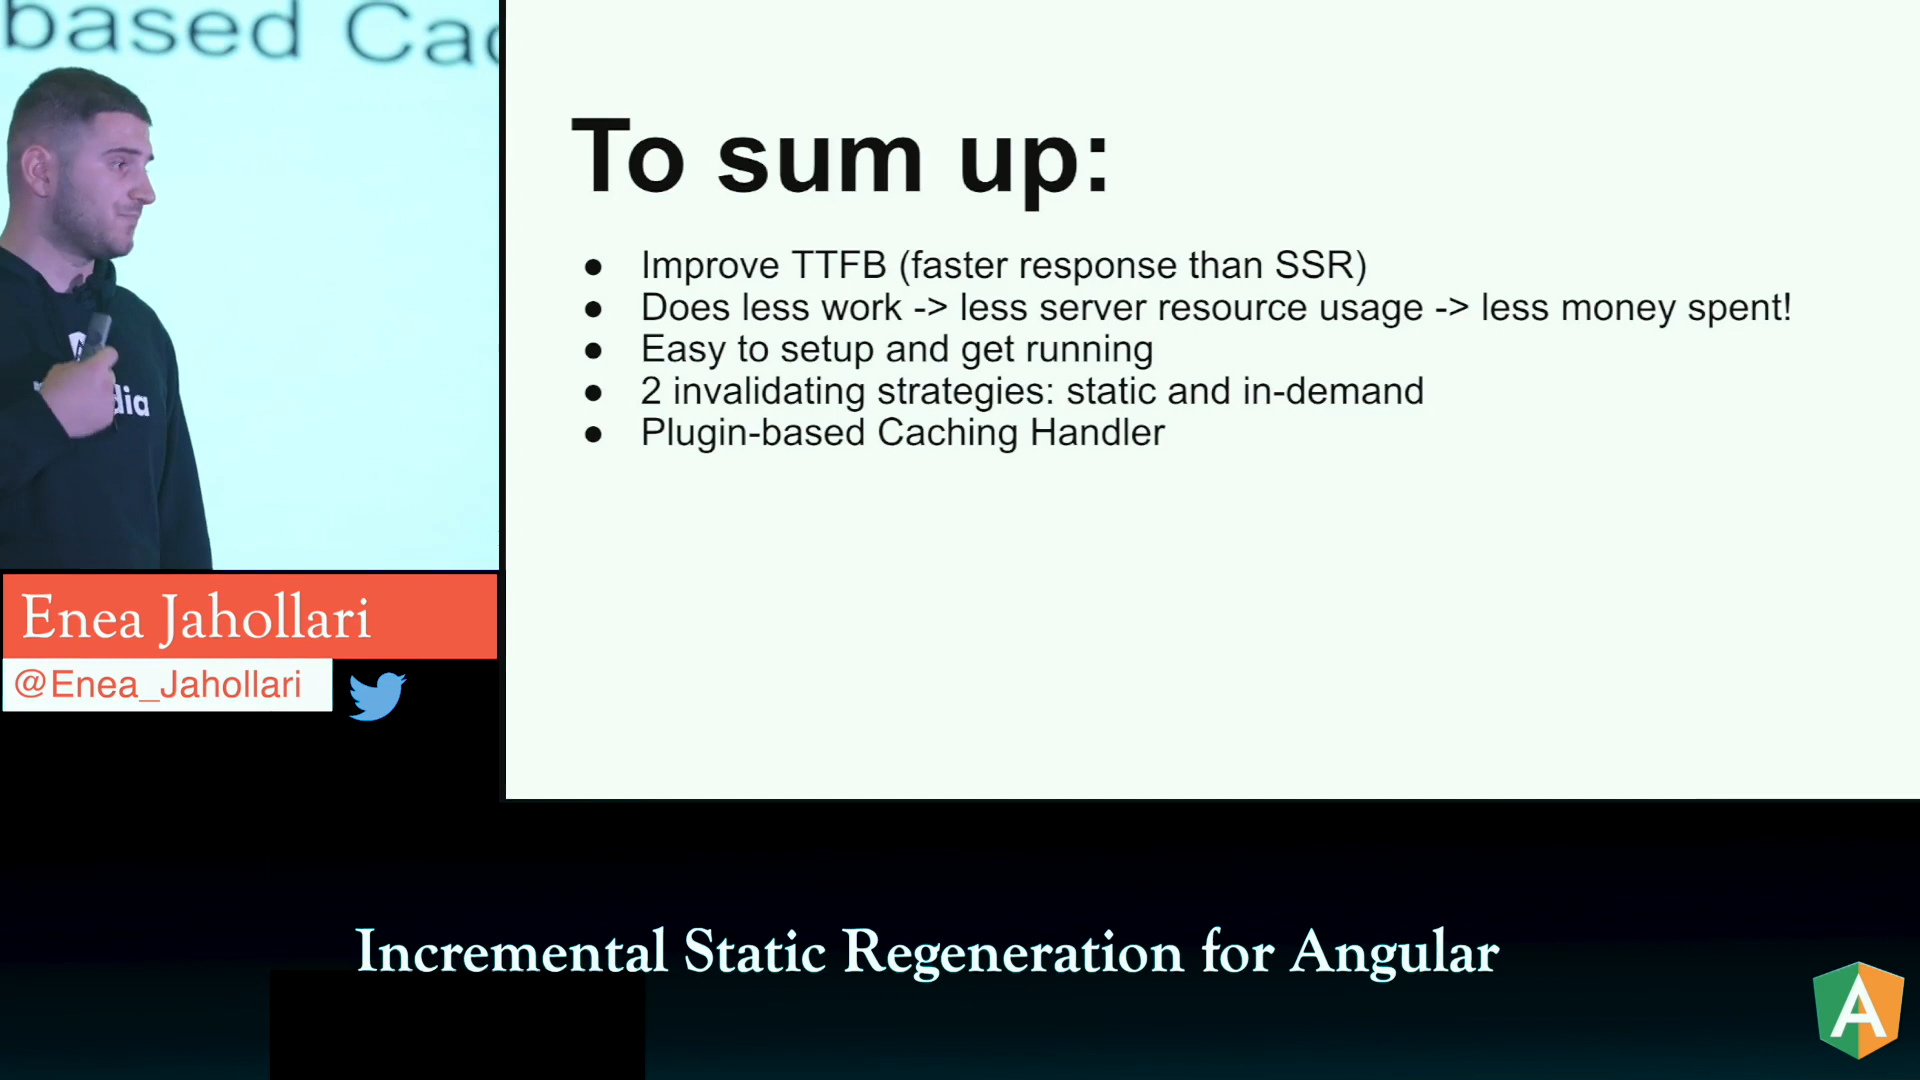 based Cac
To sum up:
● Improve TTFB (faster response than SSR)
● Does less work -> less server resource usage -> less money spent!
● Easy to setup and get running
● 2 invalidating strategies: static and in-demand
● Plugin-based Caching Handler
dia
Enea Jahollari
@Enea_Jahollari
Incremental Static Regeneration for Angular
A